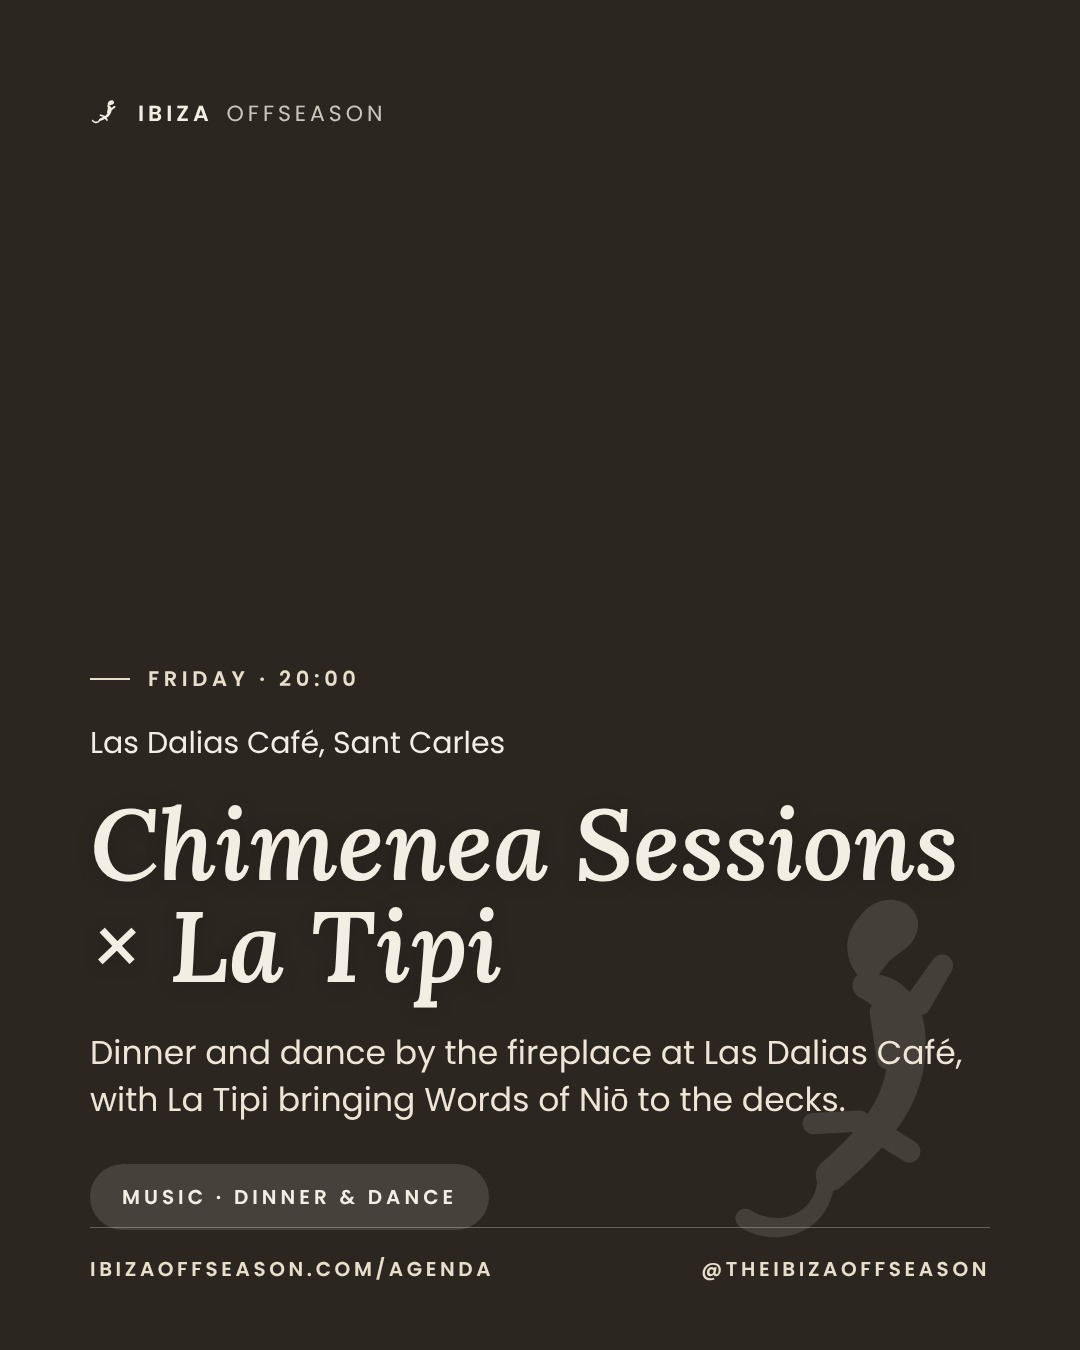 IBIZA OFFSEASON
FRIDAY · 20:00
Las Dalias Café, Sant Carles
Chimenea Sessions
× La Tipi
Dinner and dance by the fireplace at Las Dalias Café,
with La Tipi bringing Words of Niō to the decks.
MUSIC · DINNER & DANCE
IBIZAOFFSEASON.COM/AGENDA
@THEIBIZAOFFSEASON